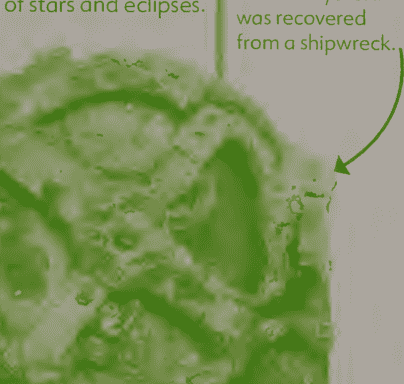 of stars and eclipses.
was recovered
from a shipwreck.